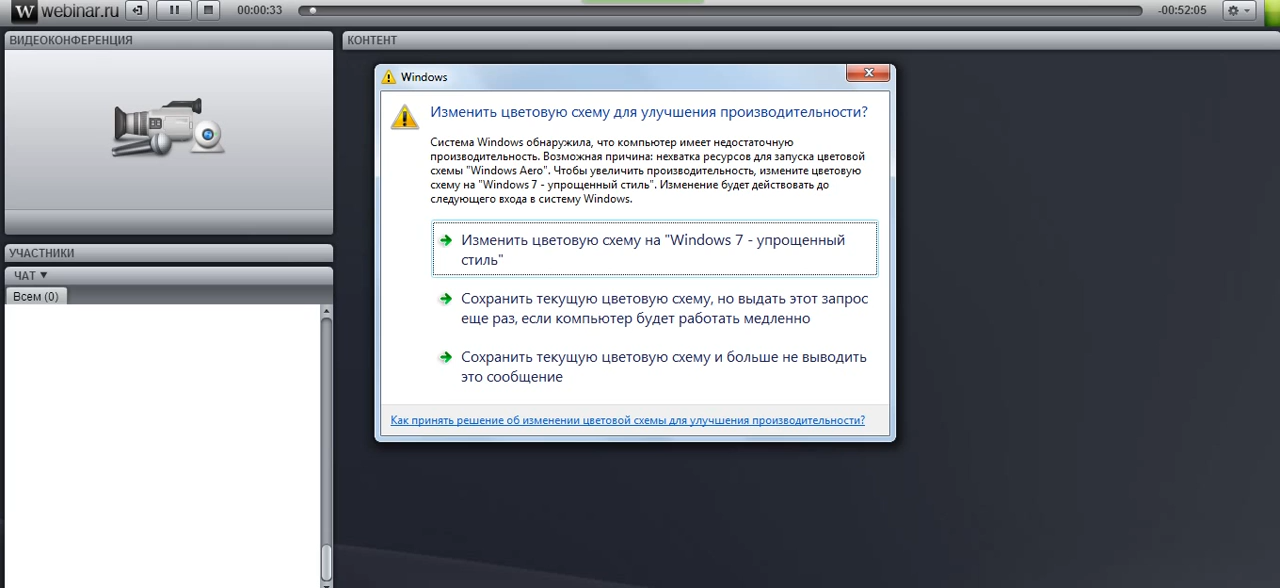 W webinar.ru 00:00:33 -00:52:05
ВИДЕОКОНФЕРЕНЦИЯ
КОНТЕНТ
Windows
Изменить цветовую схему для улучшения производительности?
Система Windows обнаружила, что компьютер имеет недостаточную
производительность. Возможная причина: нехватка ресурсов для запуска цветовой
схемы "Windows Aero". Чтобы увеличить производительность, измените цветовую
схему на "Windows 7 - упрощенный стиль". Изменение будет действовать до
следующего входа в систему Windows.
Изменить цветовую схему на "Windows 7 - упрощенный
стиль"
Сохранить текущую цветовую схему, но выдать этот запрос
еще раз, если компьютер будет работать медленно
Сохранить текущую цветовую схему и больше не выводить
это сообщение
Как принять решение об изменении цветовой схемы для улучшения производительности?
УЧАСТНИКИ
ЧАТ
Всем (0)